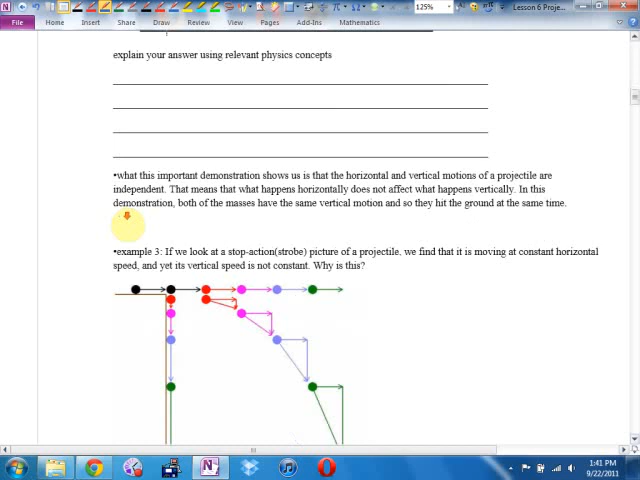 125%
Lesson 6 Proje...
File
Home
Insert
Share
Draw
Review
View
Pages
Add-Ins
Mathematics
explain your answer using relevant physics concepts
•what this important demonstration shows us is that the horizontal and vertical motions of a projectile are
independent. That means that what happens horizontally does not affect what happens vertically. In this
demonstration, both of the masses have the same vertical motion and so they hit the ground at the same time.
•example 3: If we look at a stop-action(strobe) picture of a projectile, we find that it is moving at constant horizontal
speed, and yet its vertical speed is not constant. Why is this?
1:41 PM
9/22/2011